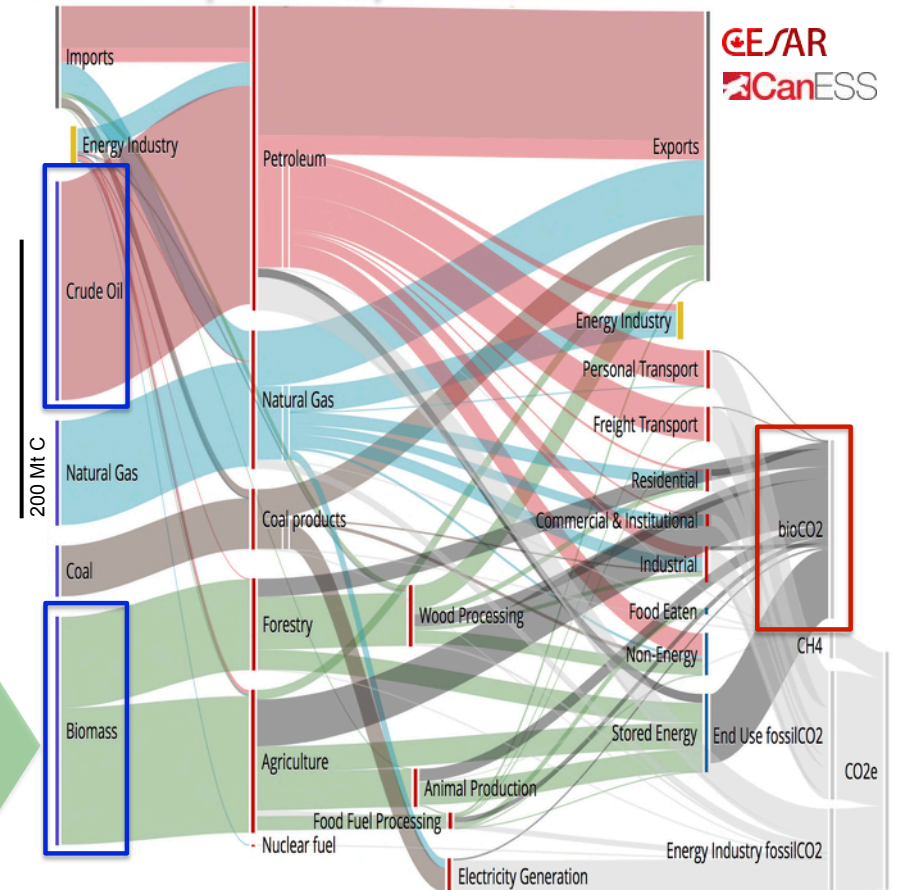 CESAR
CanESS
Imports
Energy Industry
Petroleum
Exports
Crude Oil
Energy Industry
Personal Transport
Natural Gas
Freight Transport
200 Mt C
Natural Gas
Residential
Coal products
Commercial & Institutional
bioCO2
Coal
Industrial
Food Eaten
Wood Processing
Forestry
CH4
Non-Energy
Biomass
Stored Energy
End Use fossilCO2
Agriculture
CO2e
Animal Production
Food Fuel Processing
Nuclear fuel
Energy Industry fossilCO2
Electricity Generation